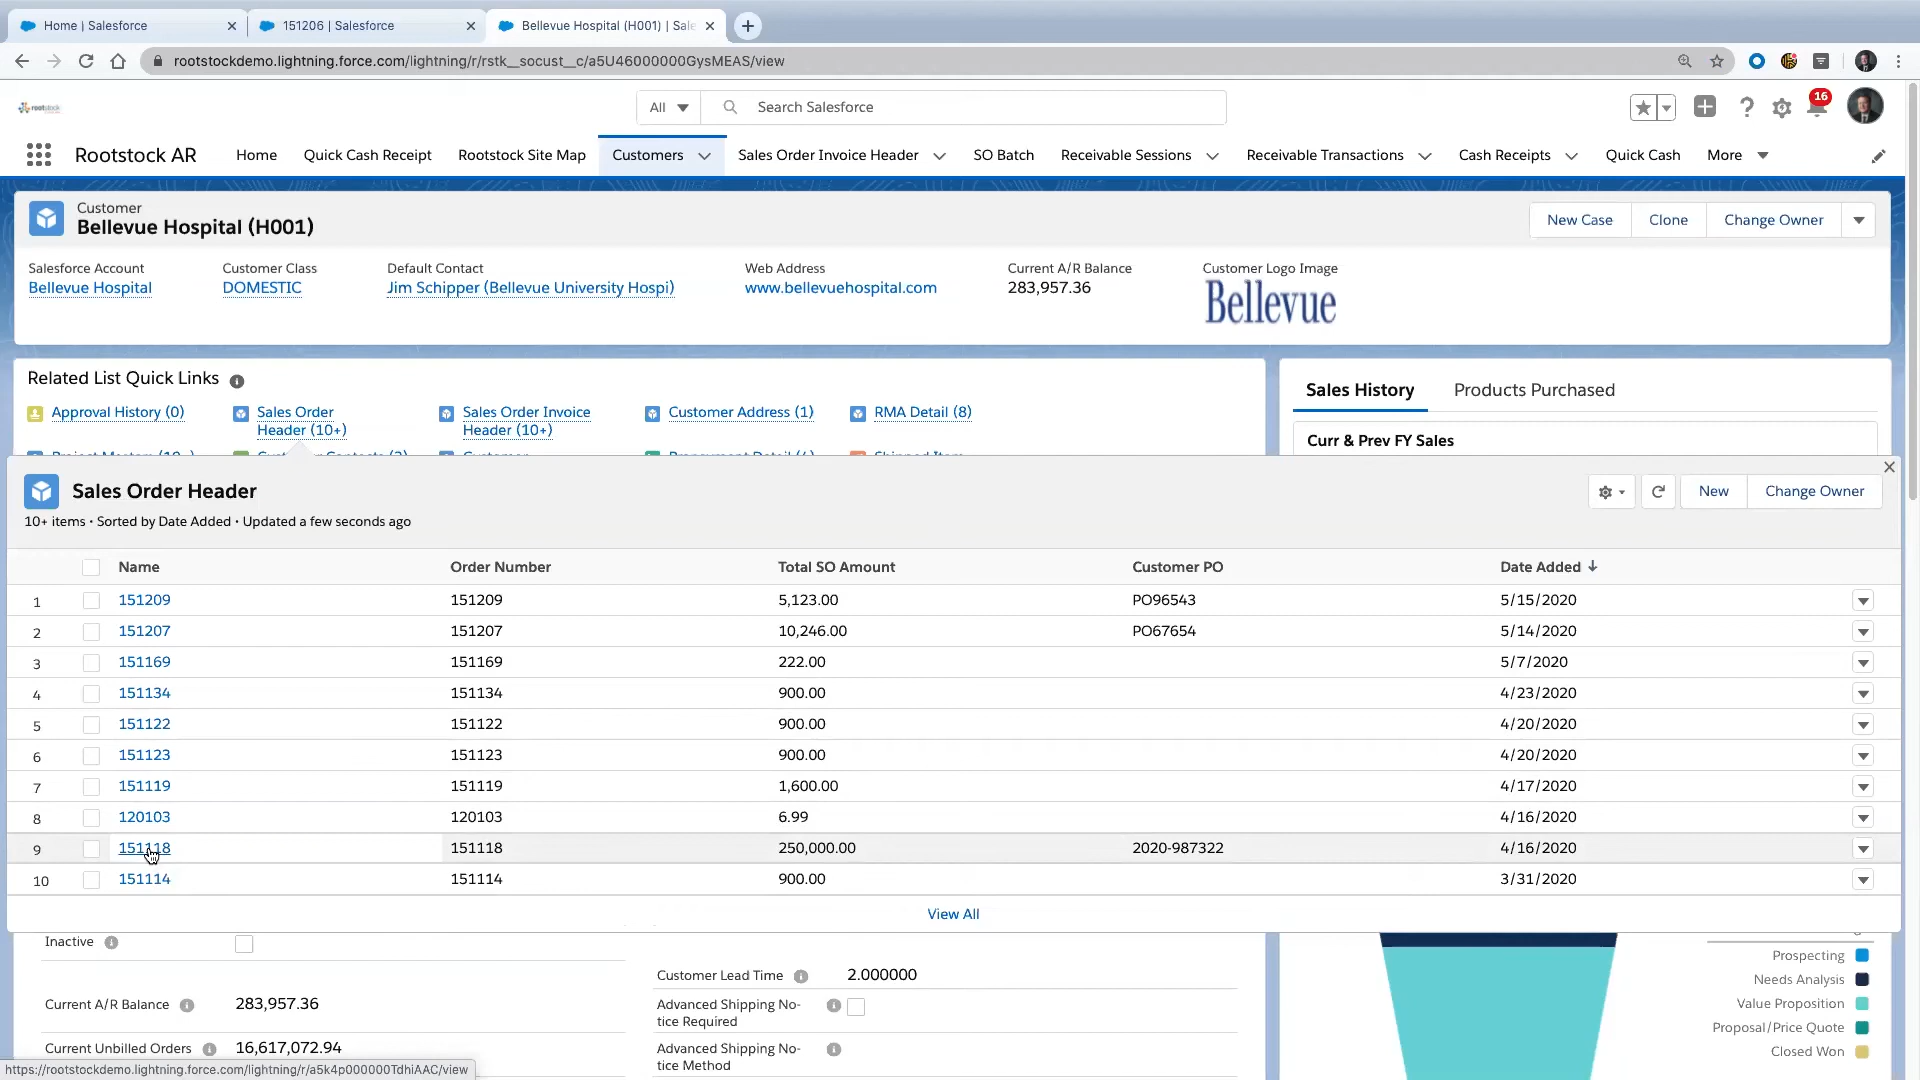 Home | Salesforce
151206 | Salesforce
Bellevue Hospital (H001) | Sale
rootstockdemo.lightning.force.com/lightning/r/rstk__socust__c/a5U46000000GysMEAS/view
rootstock
All
Search Salesforce
16
Rootstock AR
Home
Quick Cash Receipt
Rootstock Site Map
Customers
Sales Order Invoice Header
SO Batch
Receivable Sessions
Receivable Transactions
Cash Receipts
Quick Cash
More
Customer
Bellevue Hospital (H001)
New Case
Clone
Change Owner
Salesforce Account
Customer Class
Default Contact
Web Address
Current A/R Balance
Customer Logo Image
Bellevue Hospital
DOMESTIC
Jim Schipper (Bellevue University Hospi)
www.bellevuehospital.com
283,957.36
Bellevue
Related List Quick Links
Approval History (0)
Sales Order
Header (10+)
Sales Order Invoice
Header (10+)
Customer Address (1)
RMA Detail (8)
Sales History
Products Purchased
Curr & Prev FY Sales
Sales Order Header
10+ items • Sorted by Date Added • Updated a few seconds ago
New
Change Owner
Name Order Number Total SO Amount Customer PO Date Added
1 151209 151209 5,123.00 PO96543 5/15/2020
2 151207 151207 10,246.00 PO67654 5/14/2020
3 151169 151169 222.00 5/7/2020
4 151134 151134 900.00 4/23/2020
5 151122 151122 900.00 4/20/2020
6 151123 151123 900.00 4/20/2020
7 151119 151119 1,600.00 4/17/2020
8 120103 120103 6.99 4/16/2020
9 151118 151118 250,000.00 2020-987322 4/16/2020
10 151114 151114 900.00 3/31/2020
View All
Inactive
Current A/R Balance
283,957.36
Current Unbilled Orders
16,617,072.94
Customer Lead Time
2.000000
Advanced Shipping No-
tice Required
Advanced Shipping No-
tice Method
Prospecting
Needs Analysis
Value Proposition
Proposal/Price Quote
Closed Won
https://rootstockdemo.lightning.force.com/lightning/r/a5k4p000000TdhiAAC/view